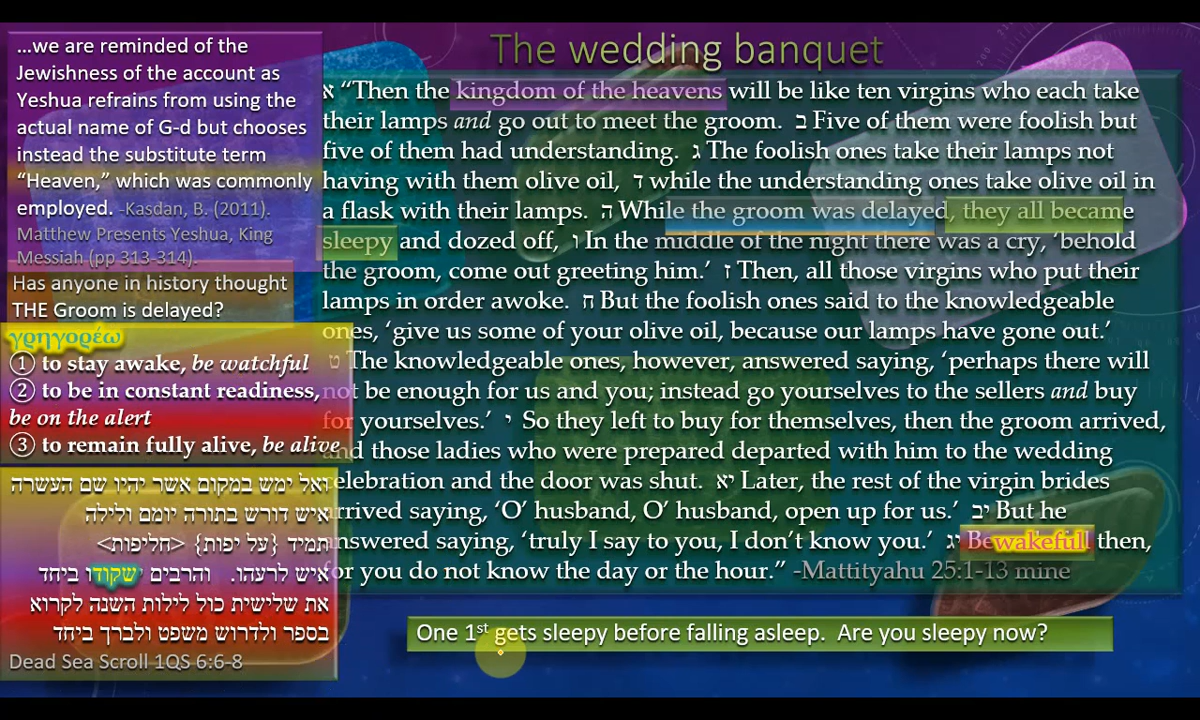 The wedding banquet
…we are reminded of the
Jewishness of the account as
Yeshua refrains from using the
actual name of G-d but chooses
instead the substitute term
“Heaven,” which was commonly
employed. -Kasdan, B. (2011).
Matthew Presents Yeshua, King
Messiah (pp 313-314).
Has anyone in history thought
THE Groom is delayed?
γρηγορέω
① to stay awake, be watchful
② to be in constant readiness,
be on the alert
③ to remain fully alive, be alive
ואל ימש במקום אשר יהיו שם העשרה
איש דורש בתורה יומם ולילה
תמיד {על יפות} <חליפות>
איש לרעהו. והרבים ישקודו ביחד
את שלישית כול לילות השנה לקרוא
בספר ולדרוש משפט ולברך ביחד
Dead Sea Scroll 1QS 6:6-8
א “Then the kingdom of the heavens will be like ten virgins who each take
their lamps and go out to meet the groom. ב Five of them were foolish but
five of them had understanding. ג The foolish ones take their lamps not
having with them olive oil, ד while the understanding ones take olive oil in
a flask with their lamps. ה While the groom was delayed, they all became
sleepy and dozed off, ו In the middle of the night there was a cry, ‘behold
the groom, come out greeting him.’ ז Then, all those virgins who put their
lamps in order awoke. ח But the foolish ones said to the knowledgeable
ones, ‘give us some of your olive oil, because our lamps have gone out.’
ט The knowledgeable ones, however, answered saying, ‘perhaps there will
not be enough for us and you; instead go yourselves to the sellers and buy
for yourselves.’ י So they left to buy for themselves, then the groom arrived,
and those ladies who were prepared departed with him to the wedding
celebration and the door was shut. יא Later, the rest of the virgin brides
arrived saying, ‘O’ husband, O’ husband, open up for us.’ יב But he
answered saying, ‘truly I say to you, I don’t know you.’ יג Be wakefull then,
for you do not know the day or the hour.” -Mattityahu 25:1-13 mine
One 1st gets sleepy before falling asleep. Are you sleepy now?